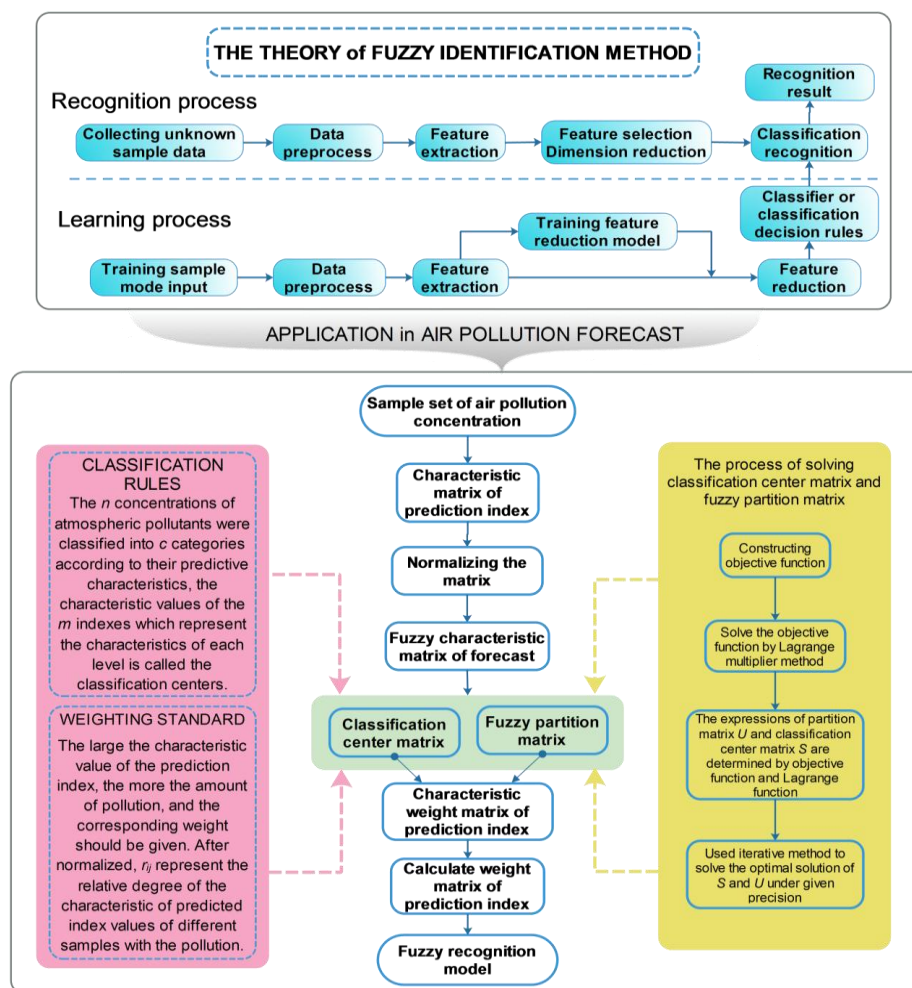 THE THEORY of FUZZY IDENTIFICATION METHOD
Recognition process
Recognition
result
Collecting unknown
sample data
Data
preprocess
Feature
extraction
Feature selection
Dimension reduction
Classification
recognition
Learning process
Classifier or
classification
decision rules
Training feature
reduction model
Training sample
mode input
Data
preprocess
Feature
extraction
Feature
reduction
APPLICATION in AIR POLLUTION FORECAST
Sample set of air pollution
concentration
Characteristic
matrix of
prediction index
Normalizing the
matrix
Fuzzy characteristic
matrix of forecast
Classification
center matrix
Fuzzy partition
matrix
Characteristic
weight matrix of
prediction index
Calculate weight
matrix of
prediction index
Fuzzy recognition
model
CLASSIFICATION
RULES
The n concentrations of
atmospheric pollutants were
classified into c categories
according to their predictive
characteristics, the
characteristic values of the
m indexes which represent
the characteristics of each
level is called the
classification centers.
WEIGHTING STANDARD
The large the characteristic
value of the prediction
index, the more the amount
of pollution, and the
corresponding weight
should be given. After
normalized, rij represent the
relative degree of the
characteristic of predicted
index values of different
samples with the pollution.
The process of solving
classification center matrix and
fuzzy partition matrix
Constructing
objective function
Solve the objective
function by Lagrange
multiplier method
The expressions of partition
matrix U and classification
center matrix S are
determined by objective
function and Lagrange
function
Used iterative method to
solve the optimal solution of
S and U under given
precision